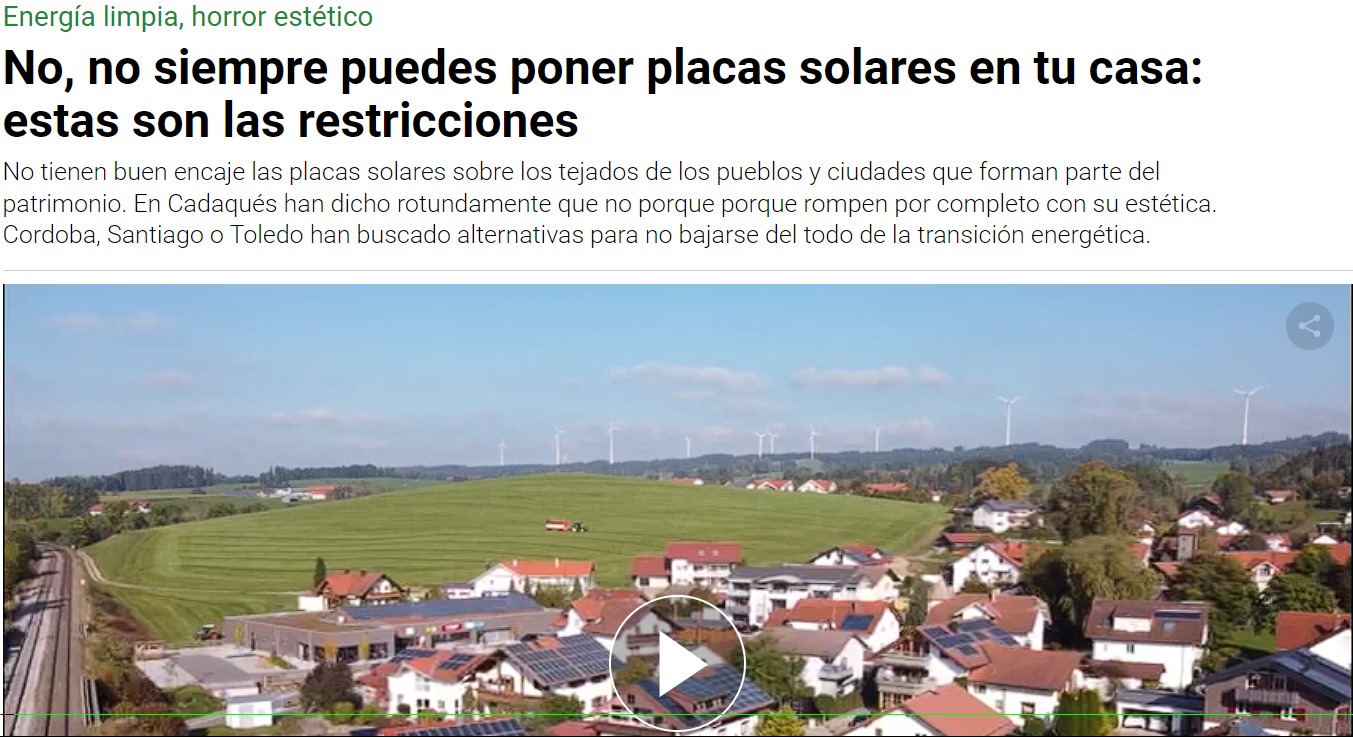 Energía limpia, horror estético
No, no siempre puedes poner placas solares en tu casa:
estas son las restricciones
No tienen buen encaje las placas solares sobre los tejados de los pueblos y ciudades que forman parte del
patrimonio. En Cadaqués han dicho rotundamente que no porque porque rompen por completo con su estética.
Cordoba, Santiago o Toledo han buscado alternativas para no bajarse del todo de la transición energética.